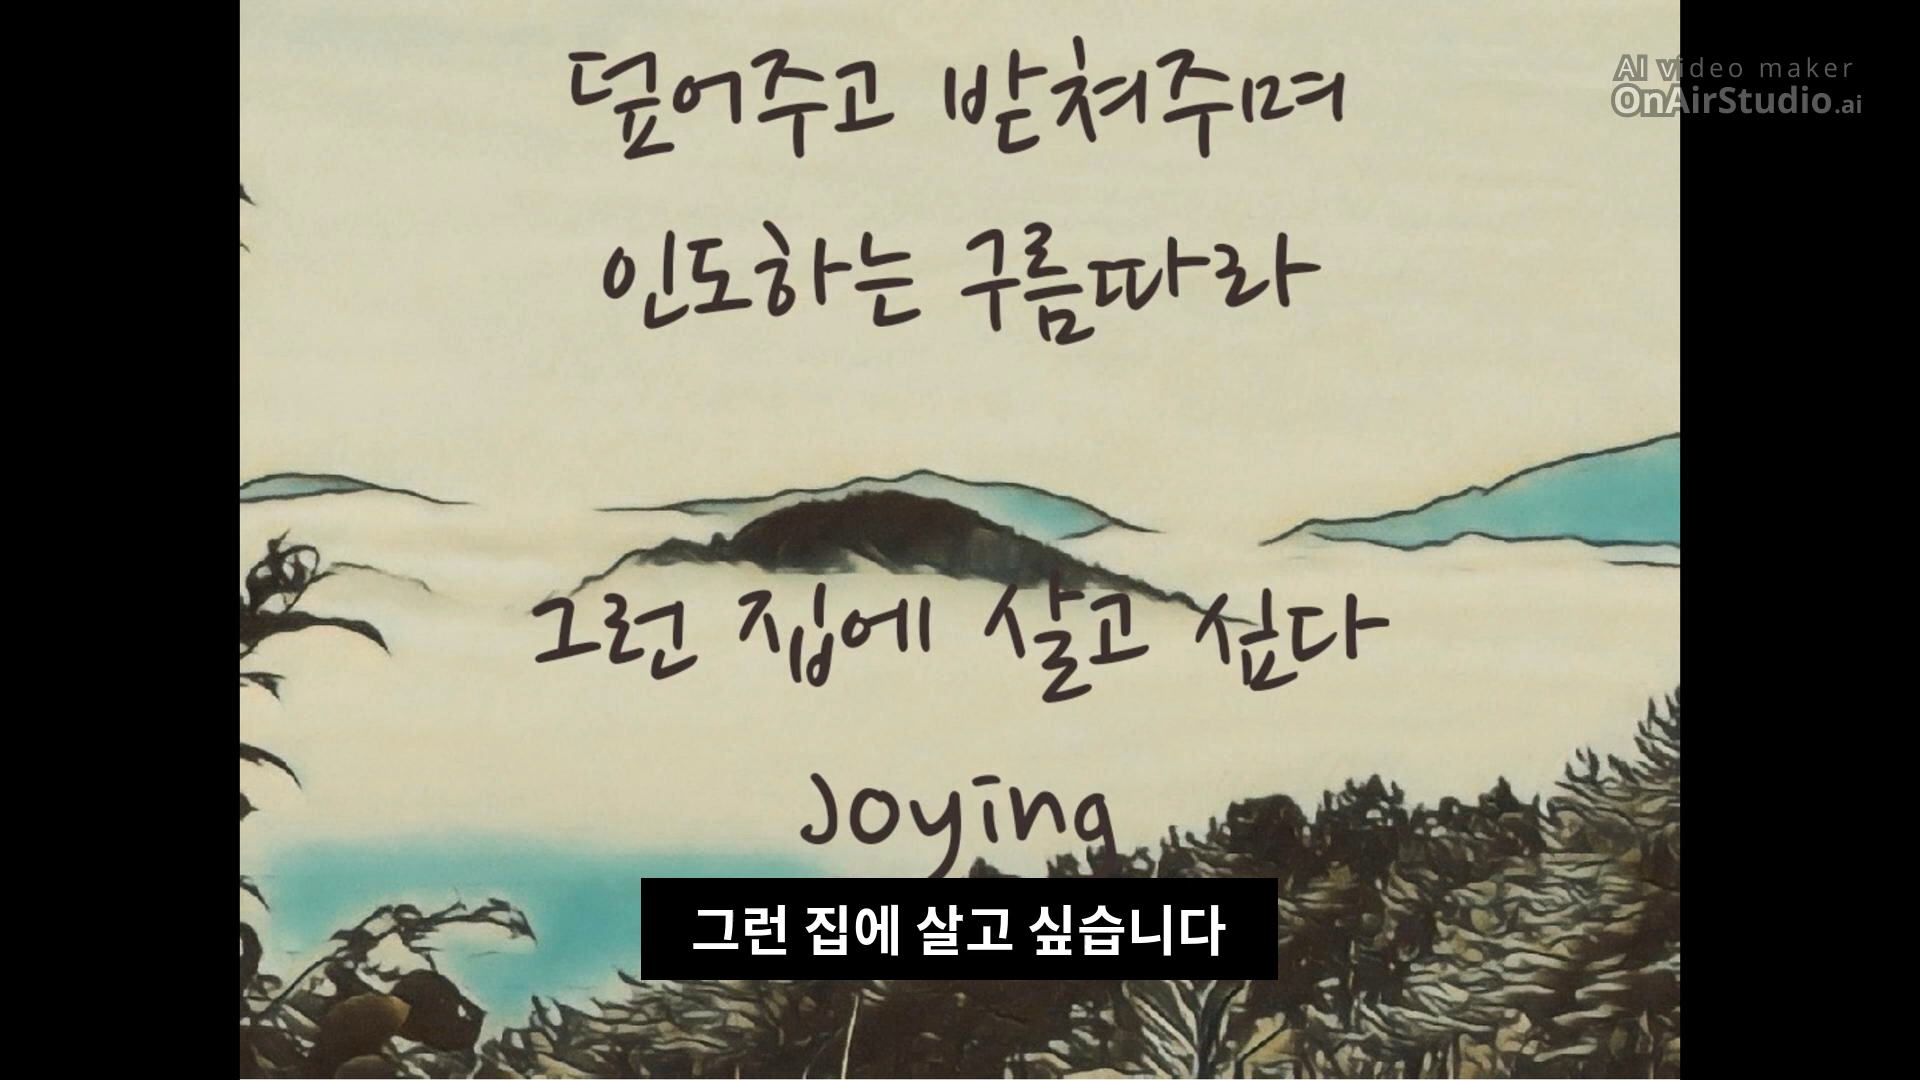 덮어주고 받쳐주며
AI video maker
OnAirStudio.ai
인도하는 구름따라
그런 집에 살고 싶다
Joying
그런 집에 살고 싶습니다